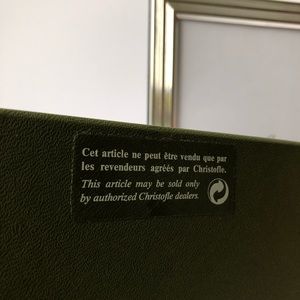 Cet article ne peut être vendu que par
les revendeurs agréés par Christofle.
This article may be sold only
by authorized Christofle dealers.